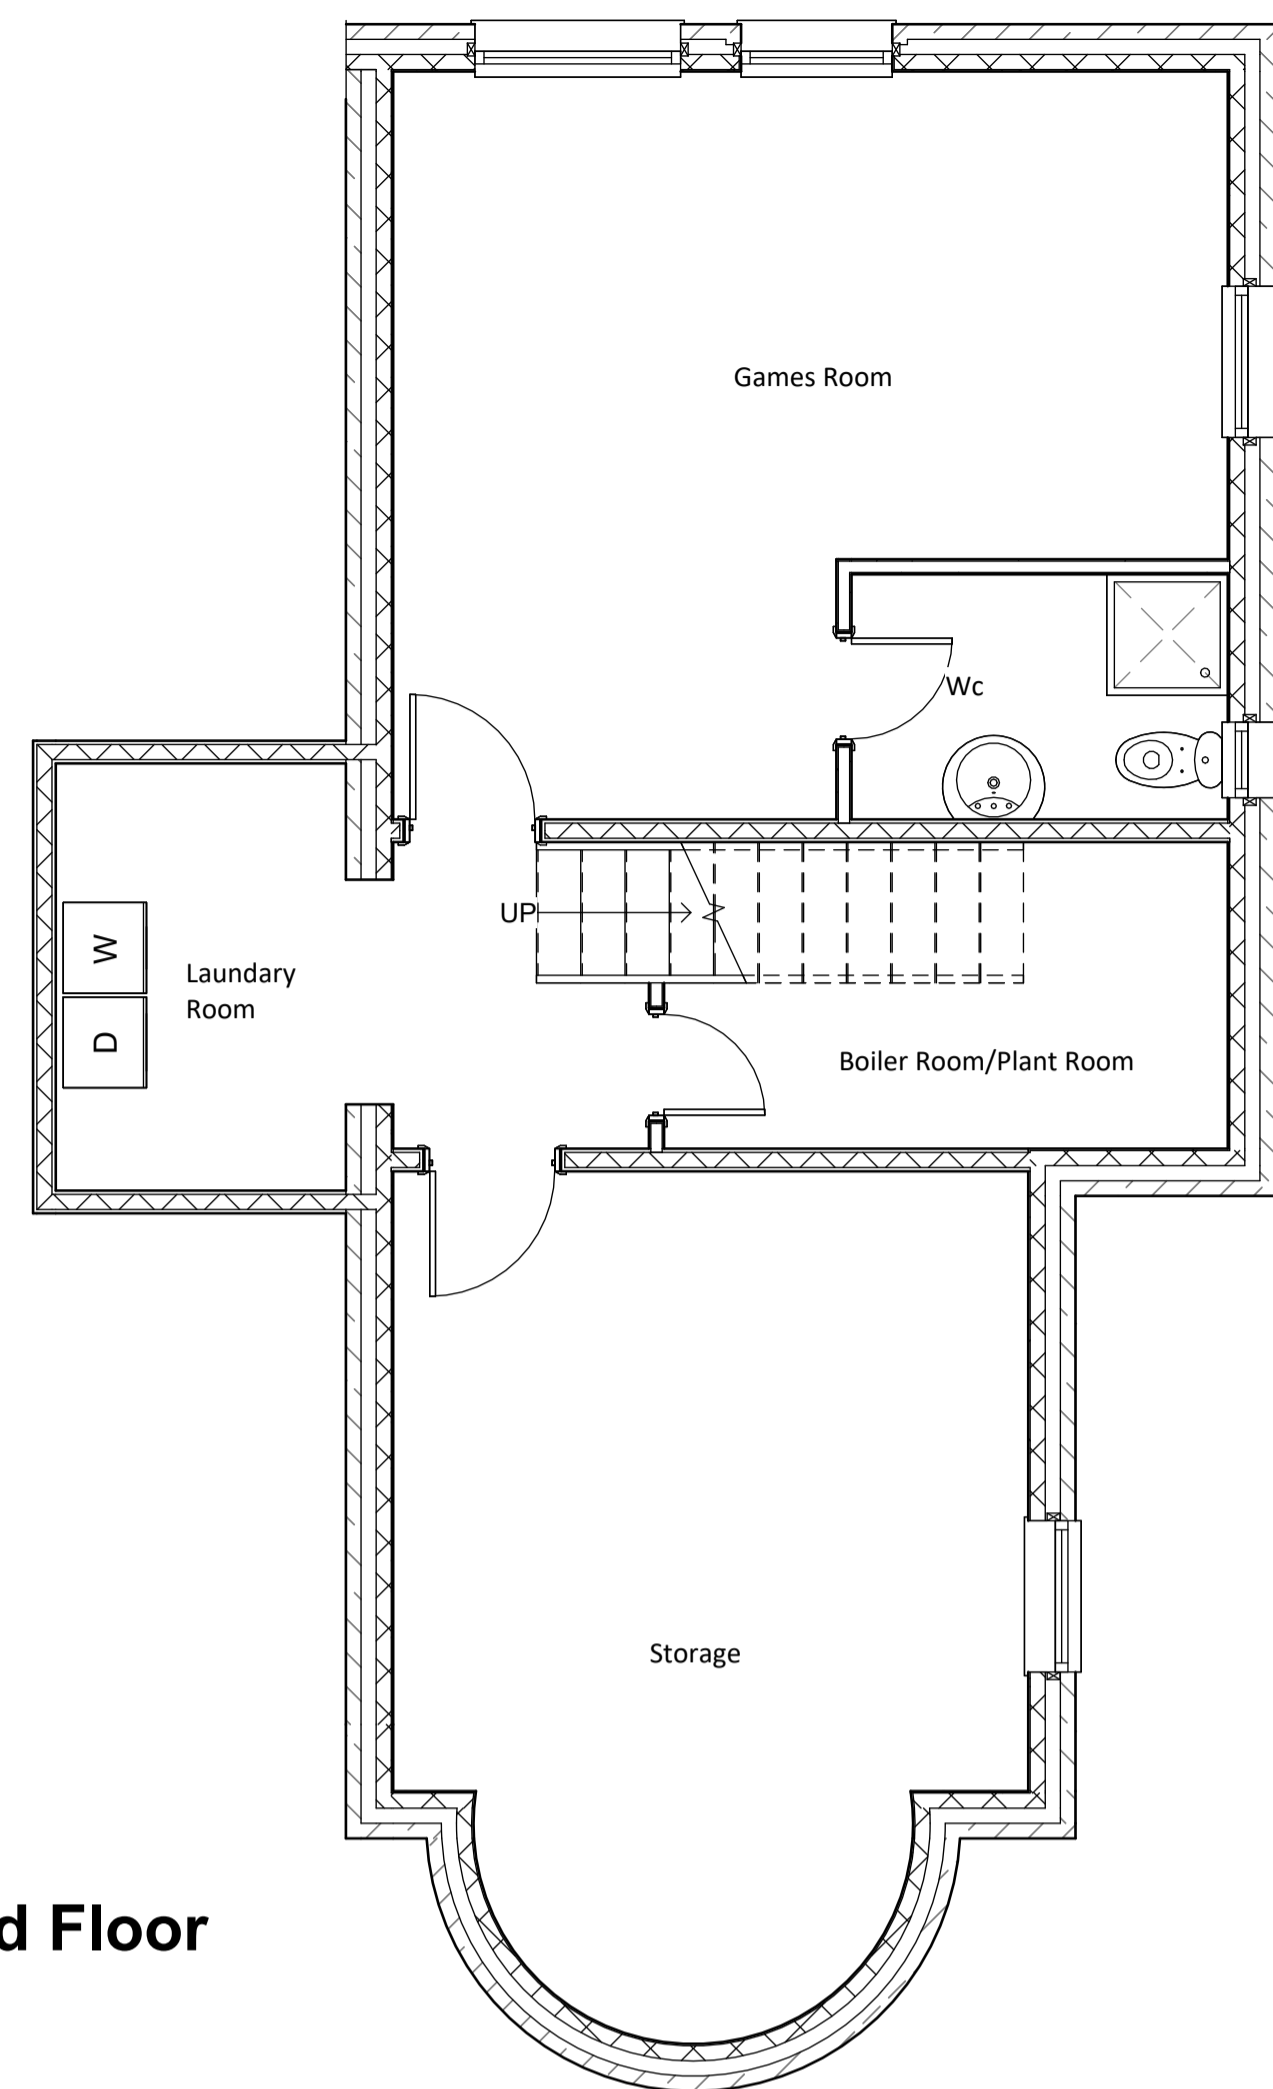 Games Room
Wc
UP
W
D
Laundary
Room
Boiler Room/Plant Room
Storage
d Floor